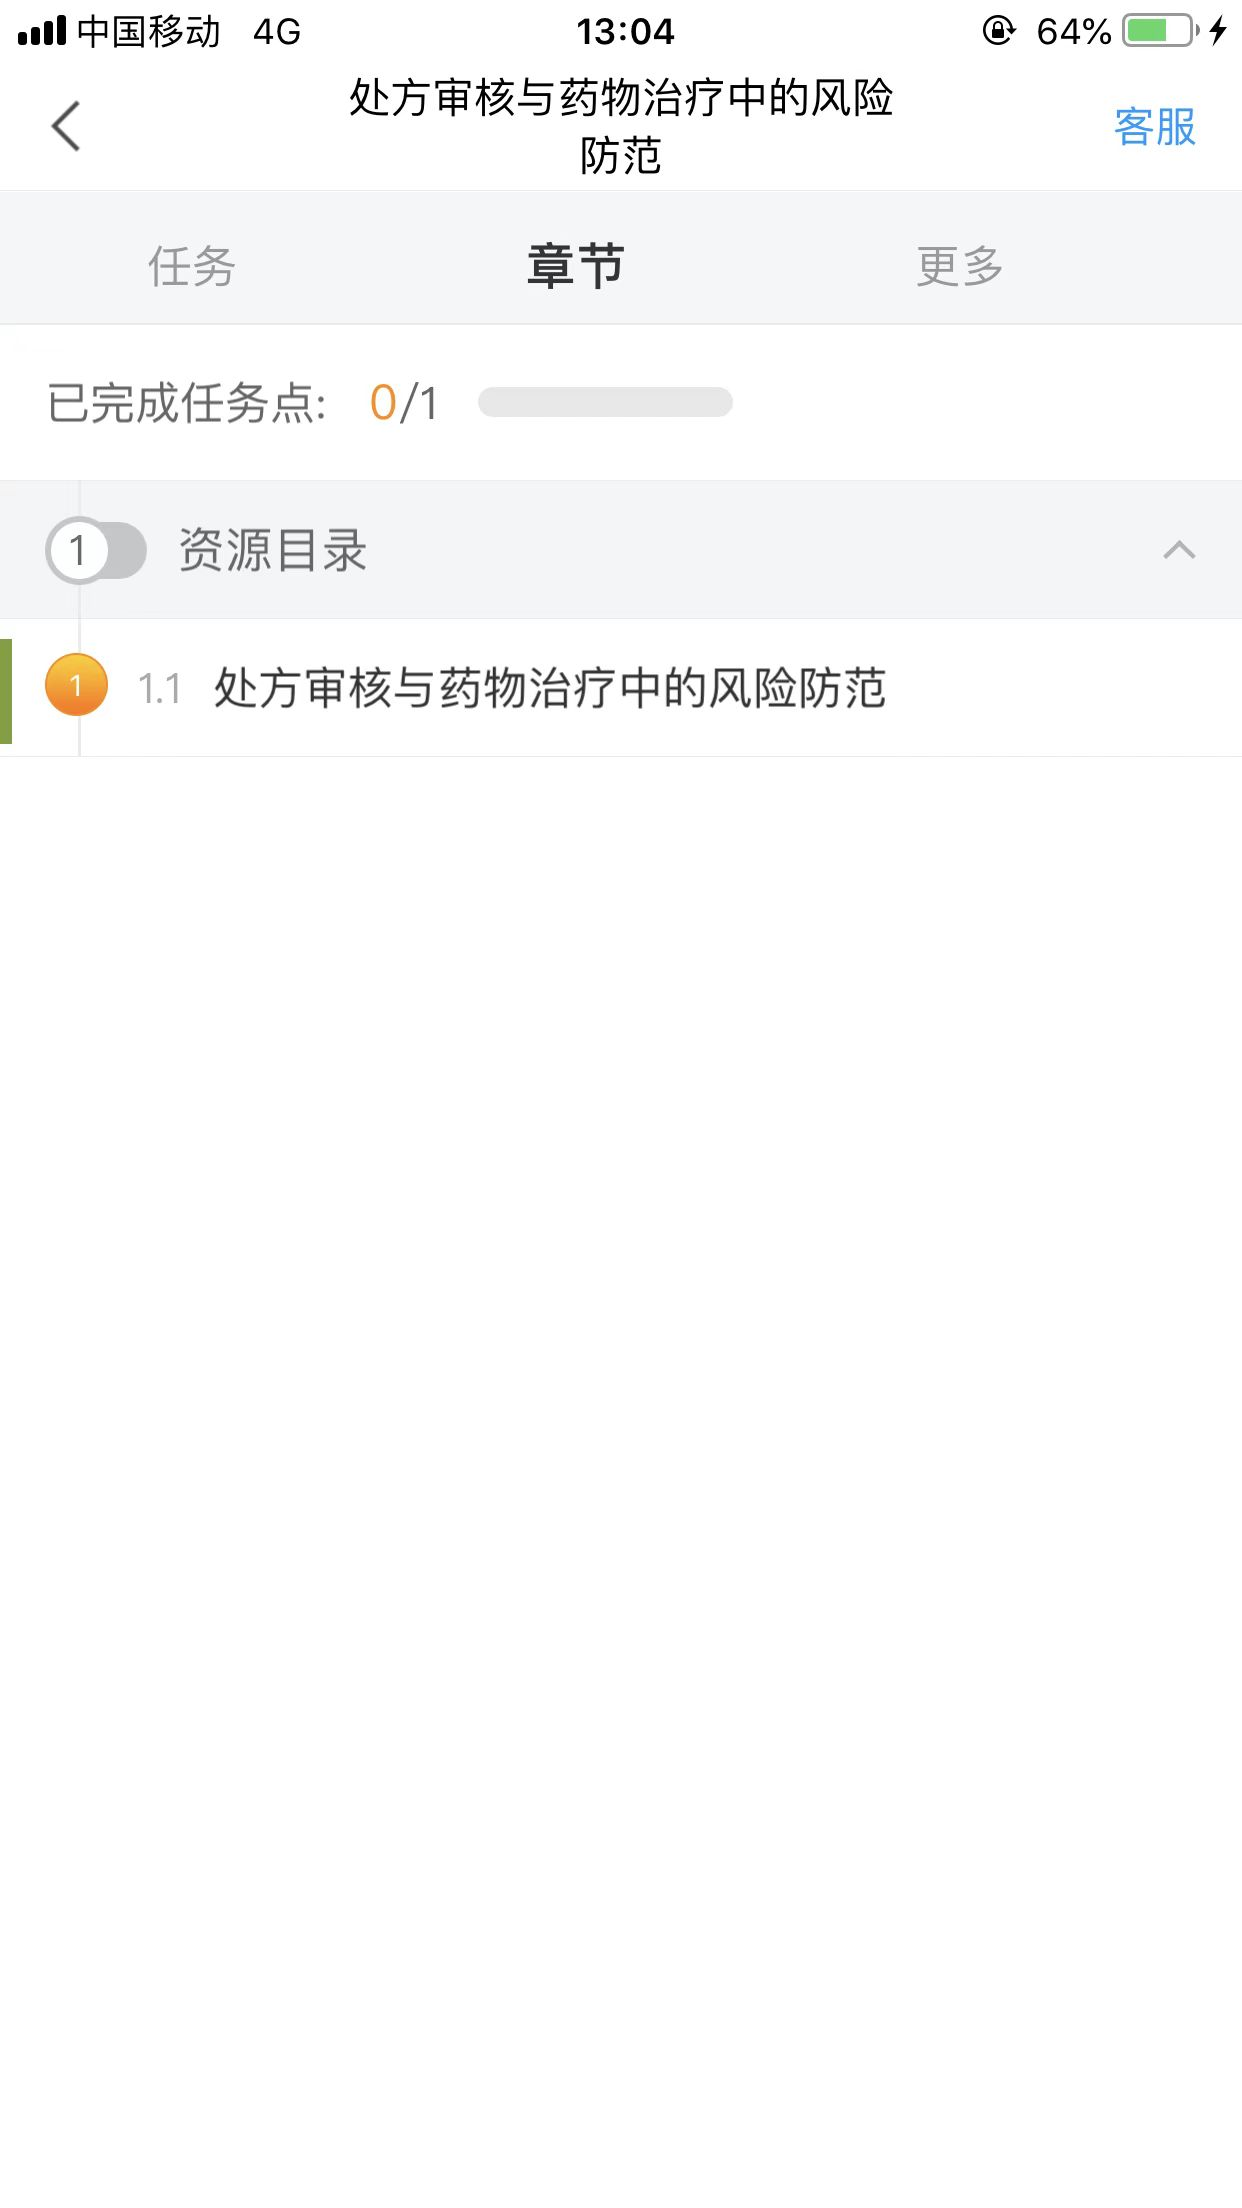 中国移动 4G 13:04 64%
处方审核与药物治疗中的风险
防范
客服
任务 章节 更多
已完成任务点: 0/1
1 资源目录
1 1.1 处方审核与药物治疗中的风险防范